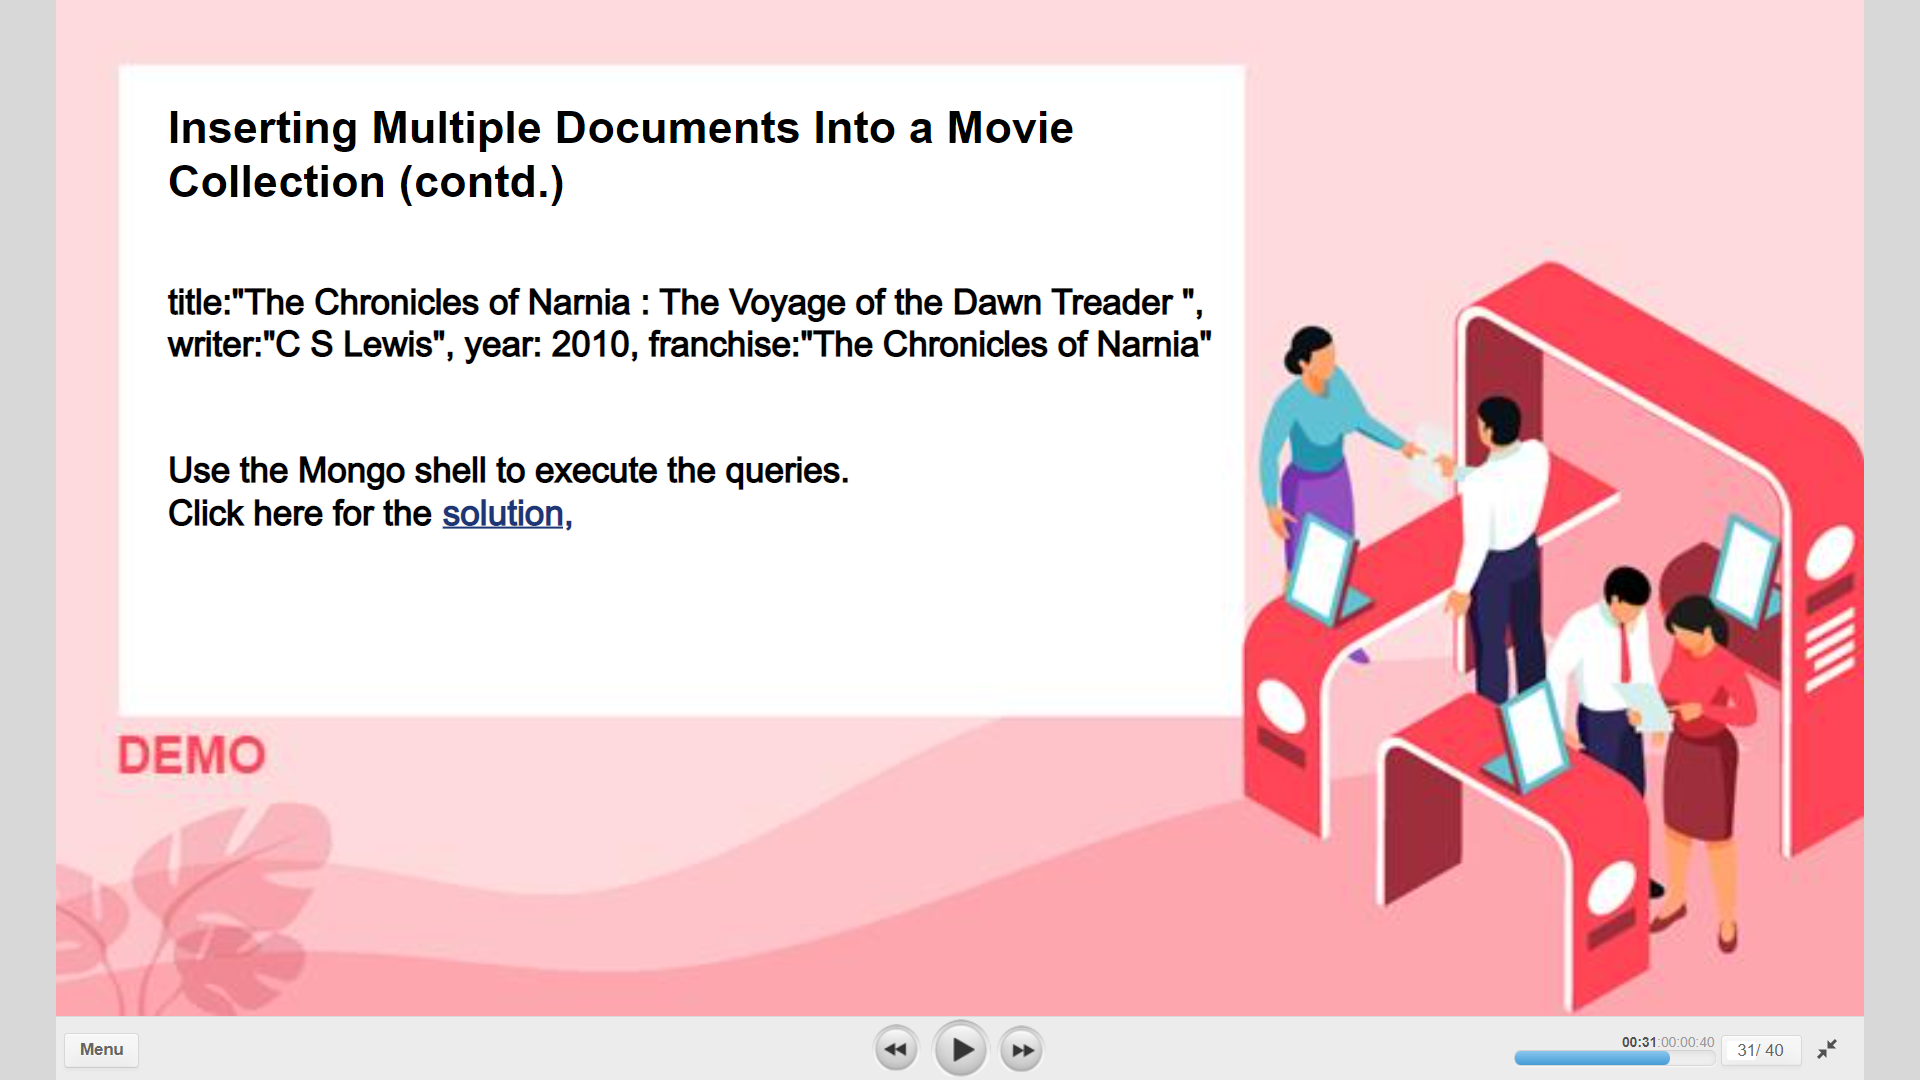 Inserting Multiple Documents Into a Movie
Collection (contd.)
title:"The Chronicles of Narnia : The Voyage of the Dawn Treader ",
writer:"C S Lewis", year: 2010, franchise:"The Chronicles of Narnia"
Use the Mongo shell to execute the queries.
Click here for the solution,
DEMO
Menu
00:31:00:00:40
31/ 40